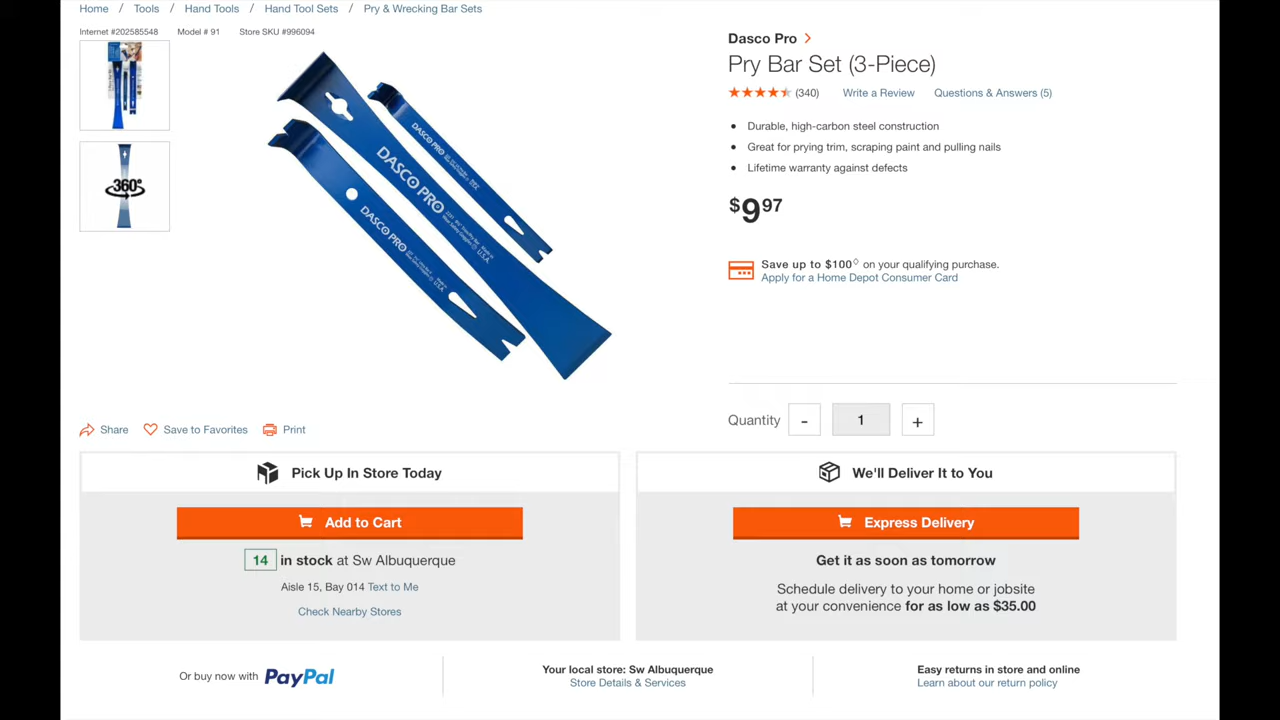 Home / Tools / Hand Tools / Hand Tool Sets / Pry & Wrecking Bar Sets
Internet #202585548 Model # 91 Store SKU #996094
360°
DASCO PRO
DASCO PRO
U.S.A.
DASCO PRO
U.S.A.
Dasco Pro >
Pry Bar Set (3-Piece)
(340) Write a Review Questions & Answers (5)
• Durable, high-carbon steel construction
• Great for prying trim, scraping paint and pulling nails
• Lifetime warranty against defects
$9 97
Save up to $100◊ on your qualifying purchase.
Apply for a Home Depot Consumer Card
Quantity - 1 +
Share Save to Favorites Print
Pick Up In Store Today
Add to Cart
14 in stock at Sw Albuquerque
Aisle 15, Bay 014 Text to Me
Check Nearby Stores
We'll Deliver It to You
Express Delivery
Get it as soon as tomorrow
Schedule delivery to your home or jobsite
at your convenience for as low as $35.00
Or buy now with PayPal
Your local store: Sw Albuquerque
Store Details & Services
Easy returns in store and online
Learn about our return policy